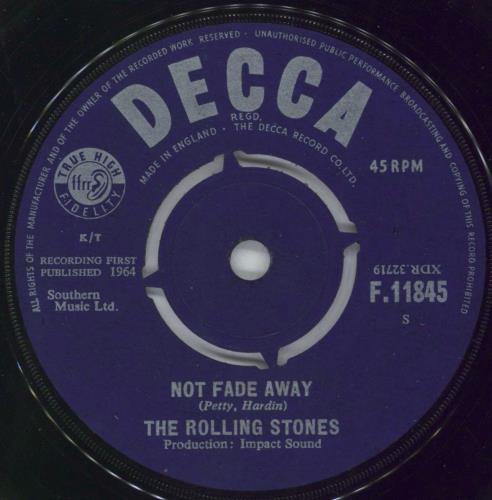 ALL RIGHTS OF THE MANUFACTURER AND OF THE OWNER OF THE RECORDED WORK RESERVED · UNAUTHORISED PUBLIC PERFORMANCE BROADCASTING AND COPYING OF THIS RECORD PROHIBITED
DECCA
REGD.
MADE IN ENGLAND · THE DECCA RECORD CO. LTD.
TRUE HIGH
ffrr
FIDELITY
45 RPM
K/T
RECORDING FIRST
PUBLISHED 1964
Southern
Music Ltd.
XDR.32719
F.11845
S
NOT FADE AWAY
(Petty, Hardin)
THE ROLLING STONES
Production: Impact Sound